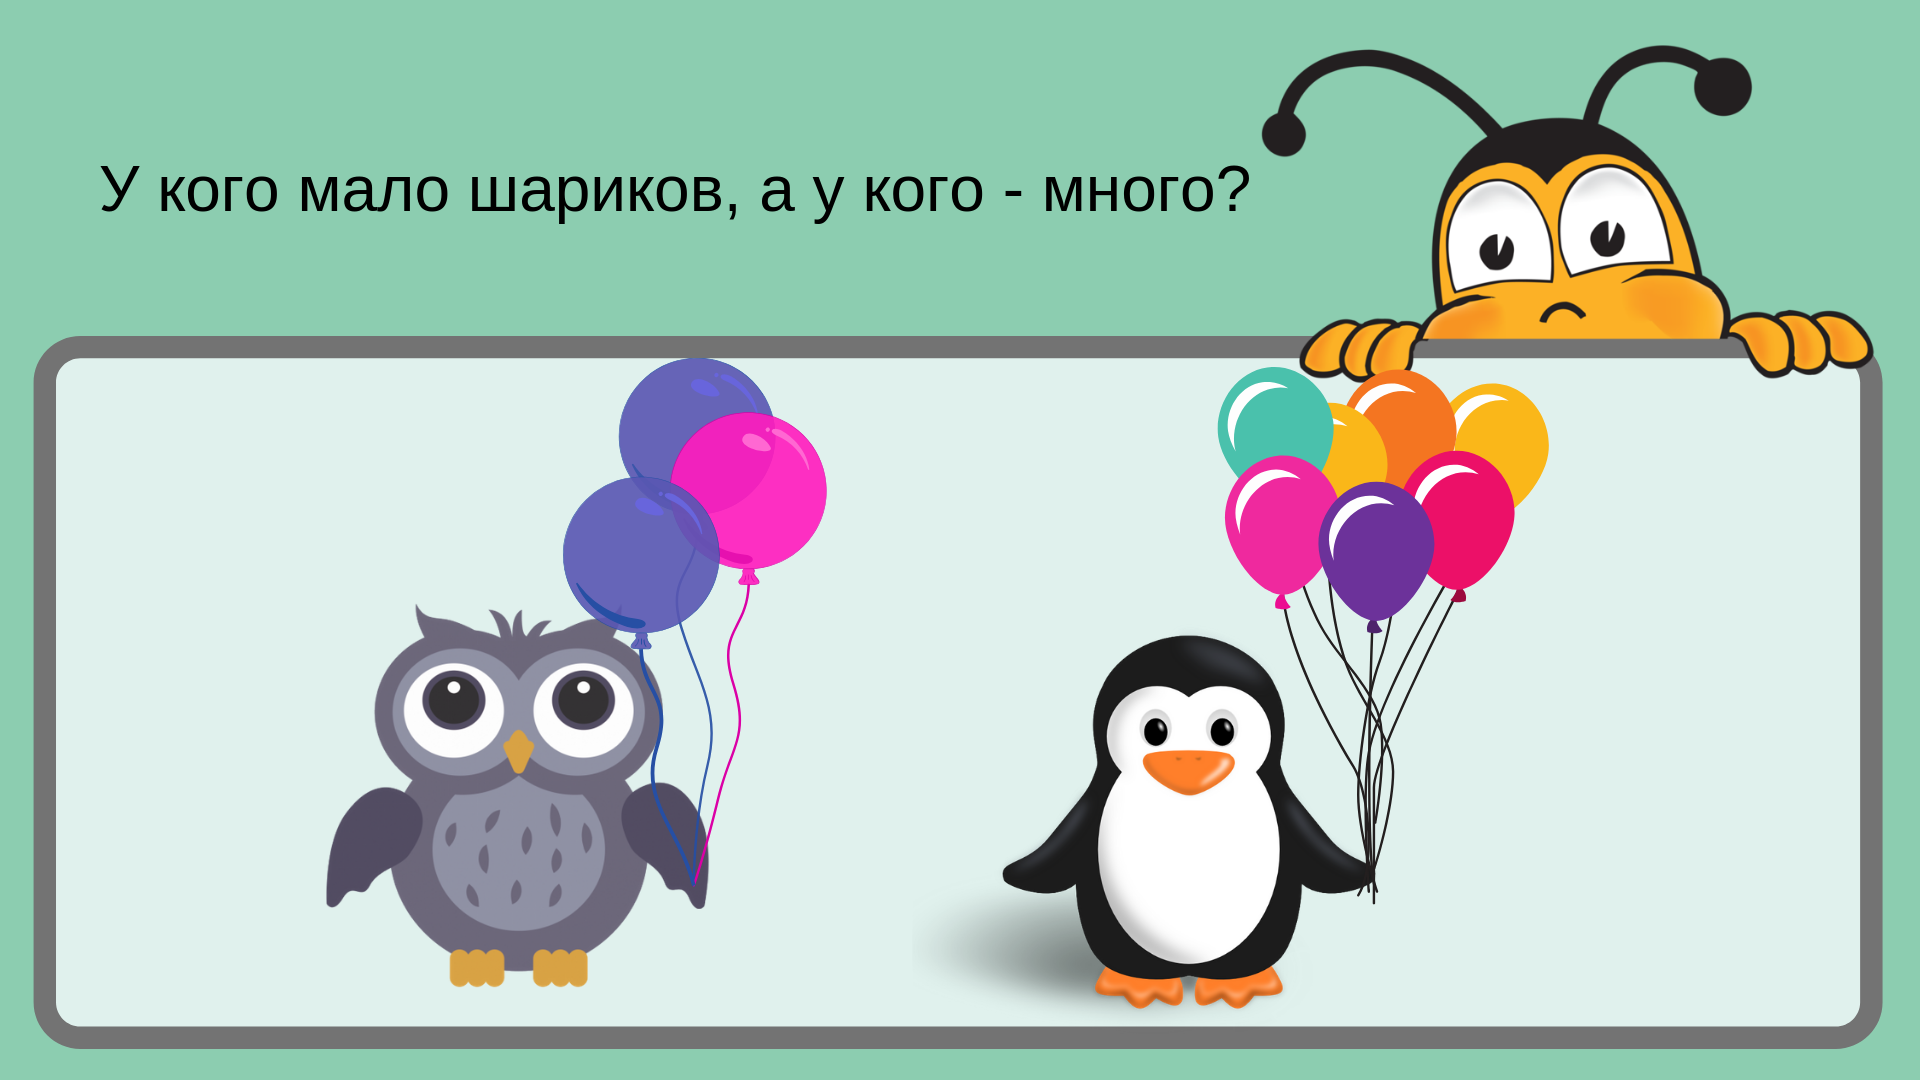 У кого мало шариков, а у кого - много?